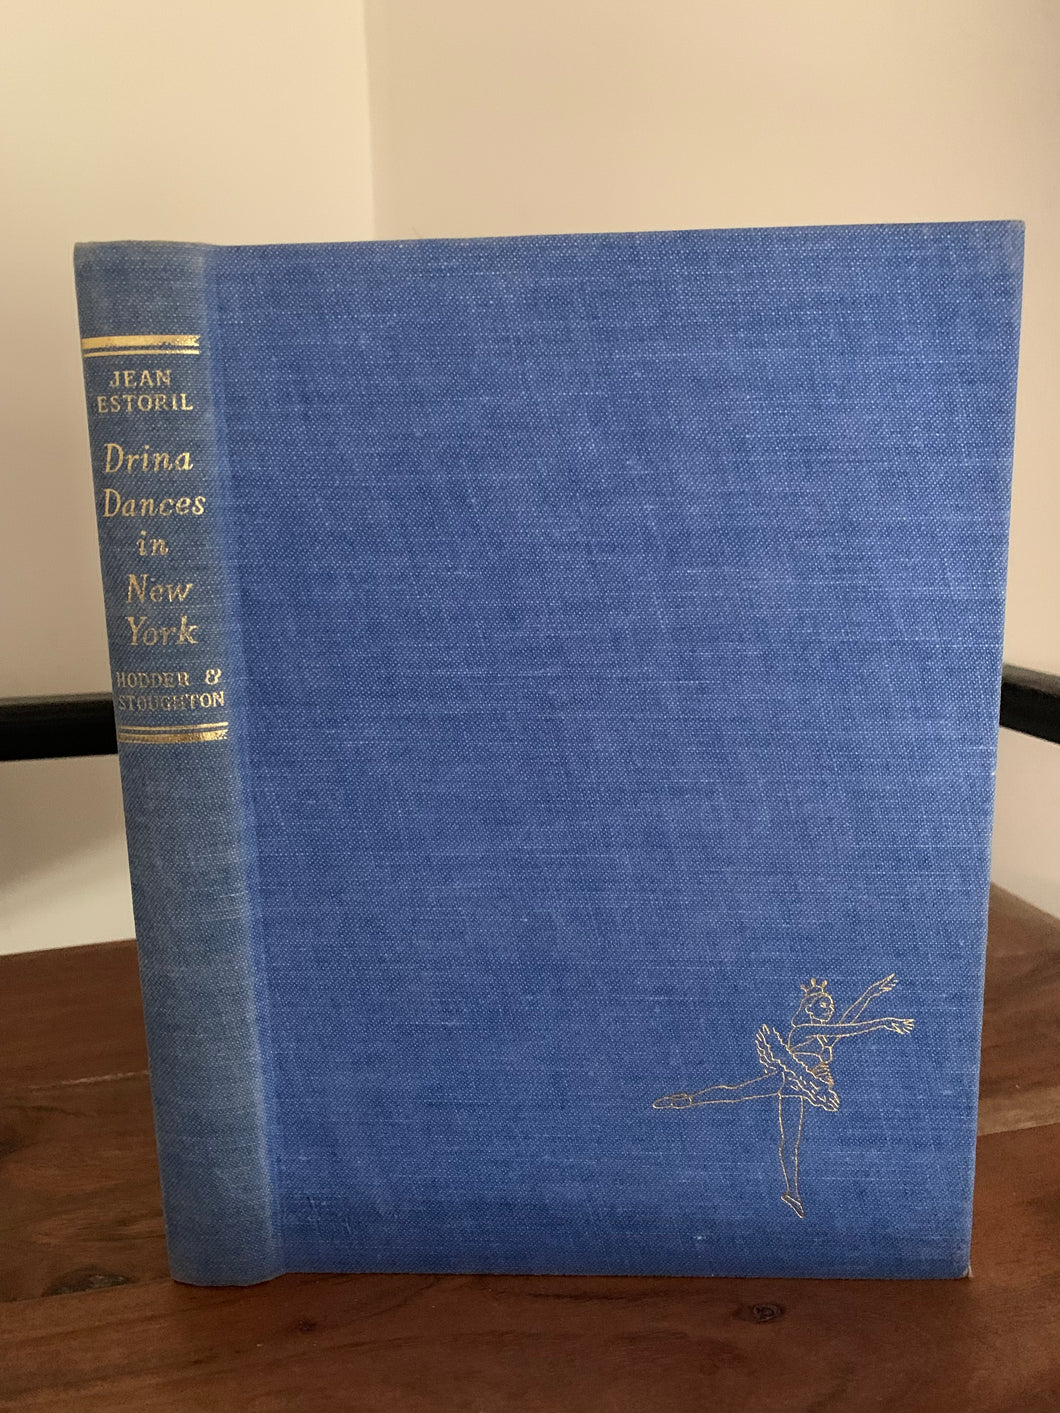 JEAN
ESTORIL
Drina
Dances
in
New
York
HODDER &
STOUGHTON